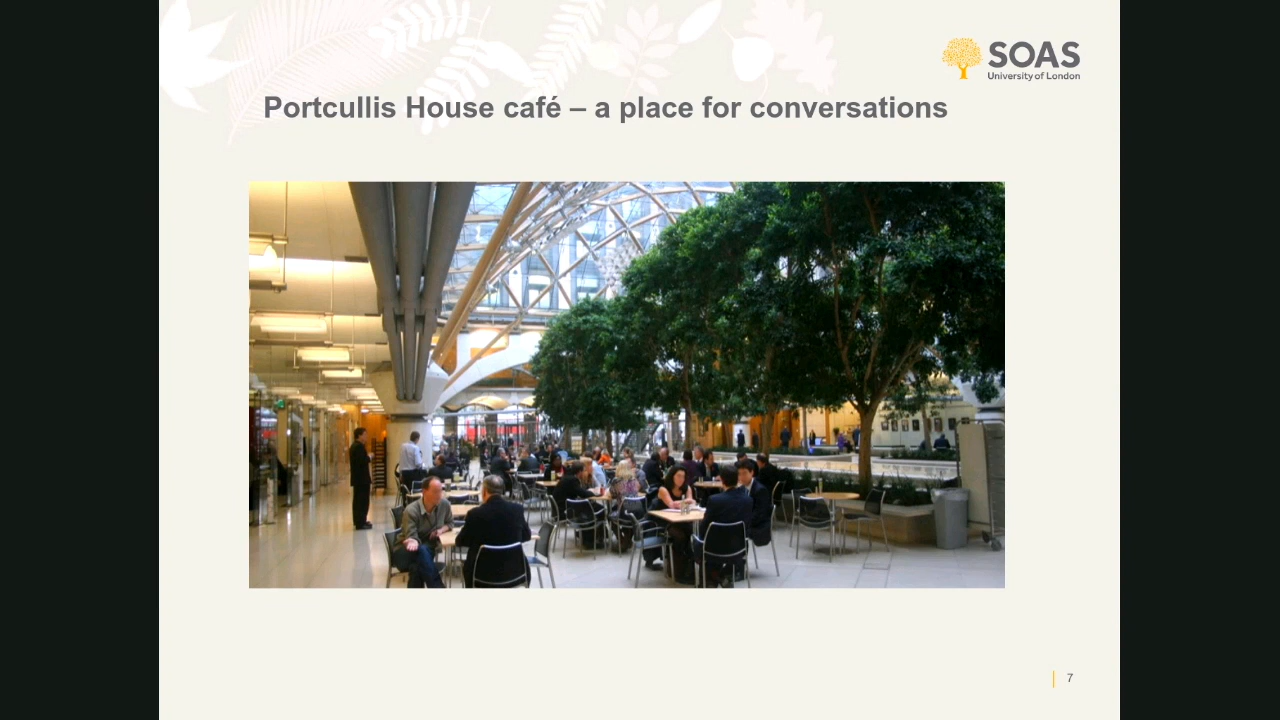 SOAS
University of London
Portcullis House café – a place for conversations
7